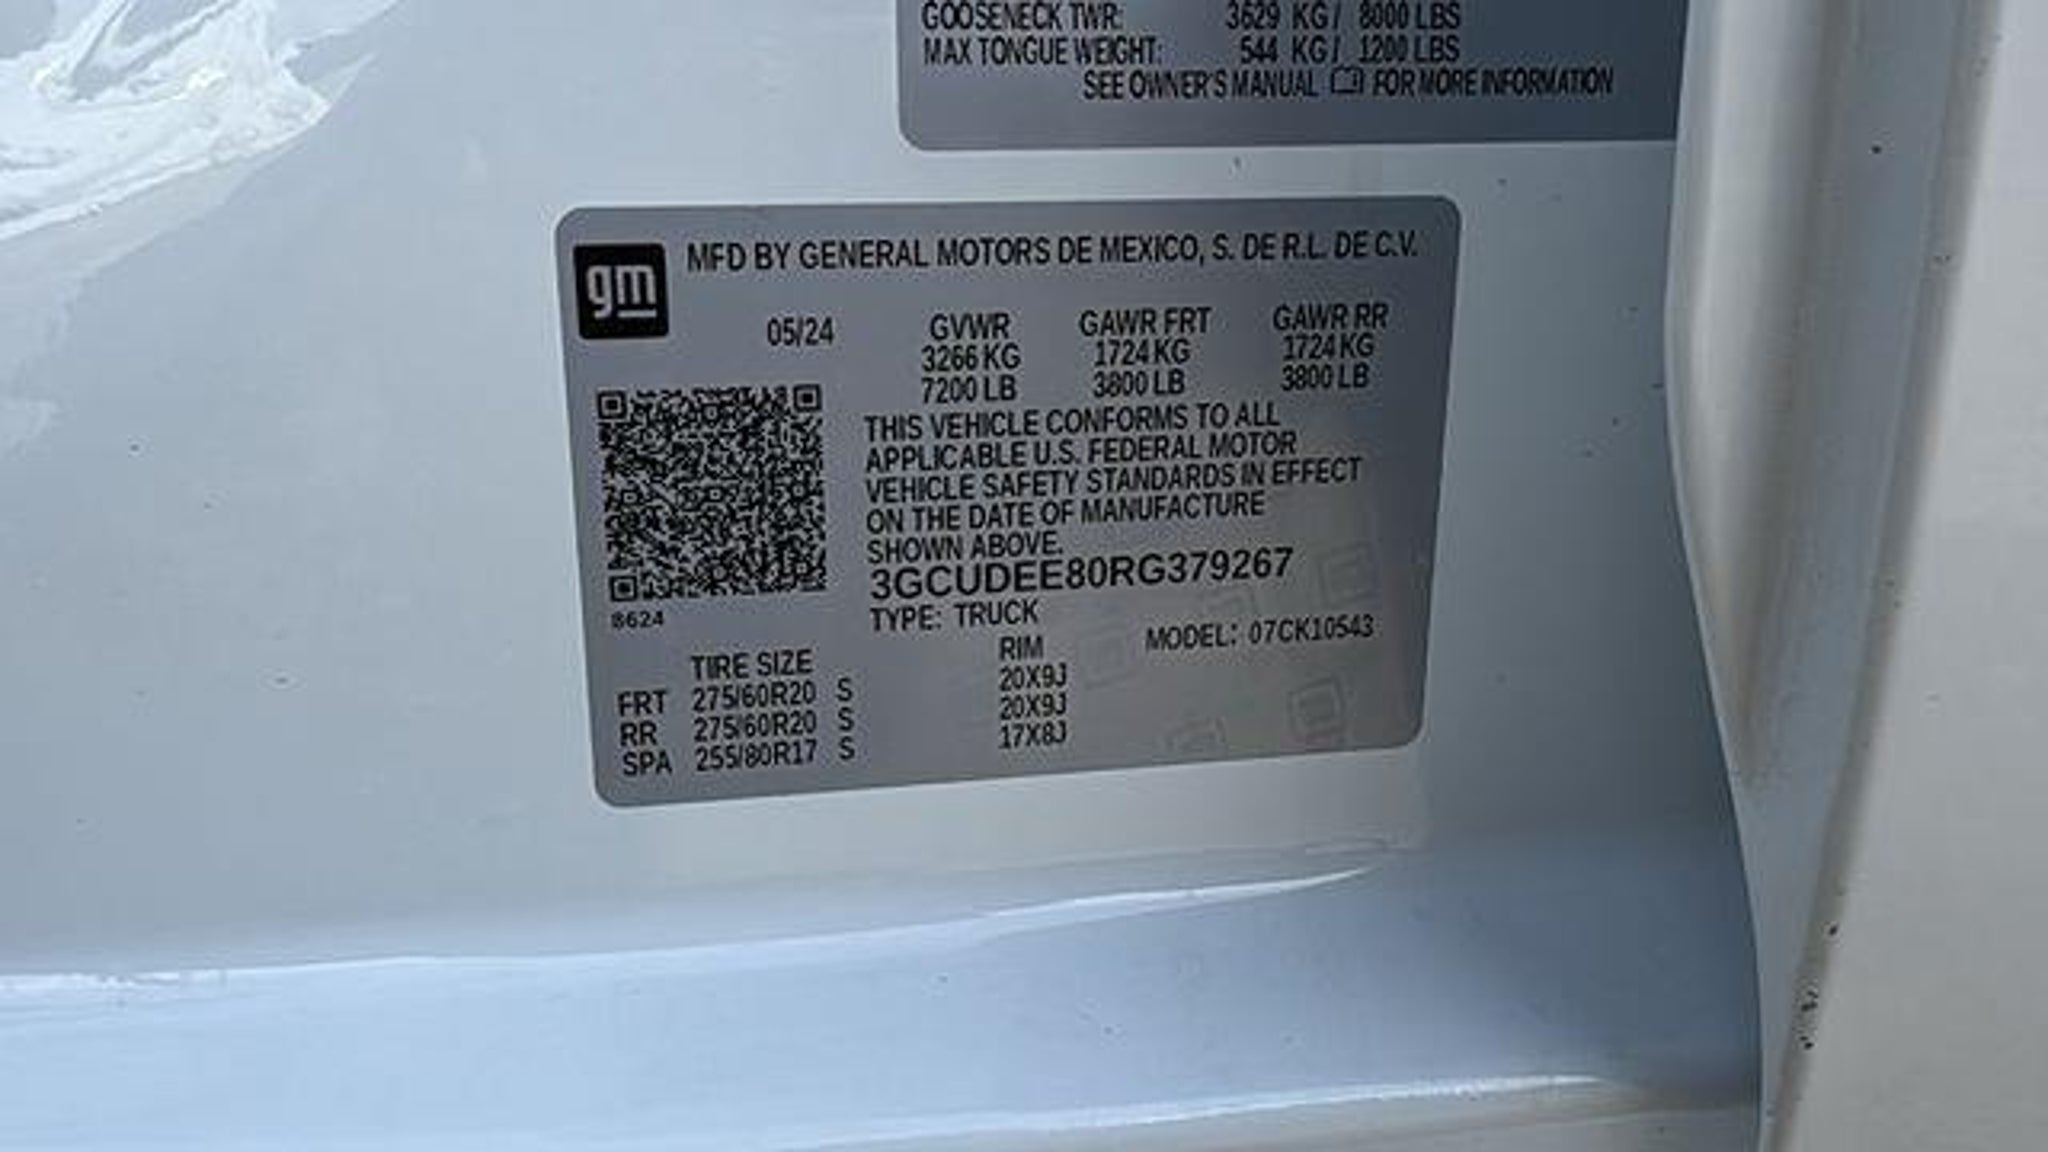 GOOSENECK TWR: 3629 KG / 8000 LBS
MAX TONGUE WEIGHT: 544 KG / 1200 LBS
SEE OWNER'S MANUAL FOR MORE INFORMATION
gm
MFD BY GENERAL MOTORS DE MEXICO, S. DE R.L. DE C.V.
05/24 GVWR GAWR FRT GAWR RR
3266 KG 1724 KG 1724 KG
7200 LB 3800 LB 3800 LB
THIS VEHICLE CONFORMS TO ALL
APPLICABLE U.S. FEDERAL MOTOR
VEHICLE SAFETY STANDARDS IN EFFECT
ON THE DATE OF MANUFACTURE
SHOWN ABOVE.
3GCUDEE80RG379267
8624
TYPE: TRUCK
MODEL: 07CK10543
TIRE SIZE RIM
FRT 275/60R20 S 20X9J
RR 275/60R20 S 20X9J
SPA 255/80R17 S 17X8J